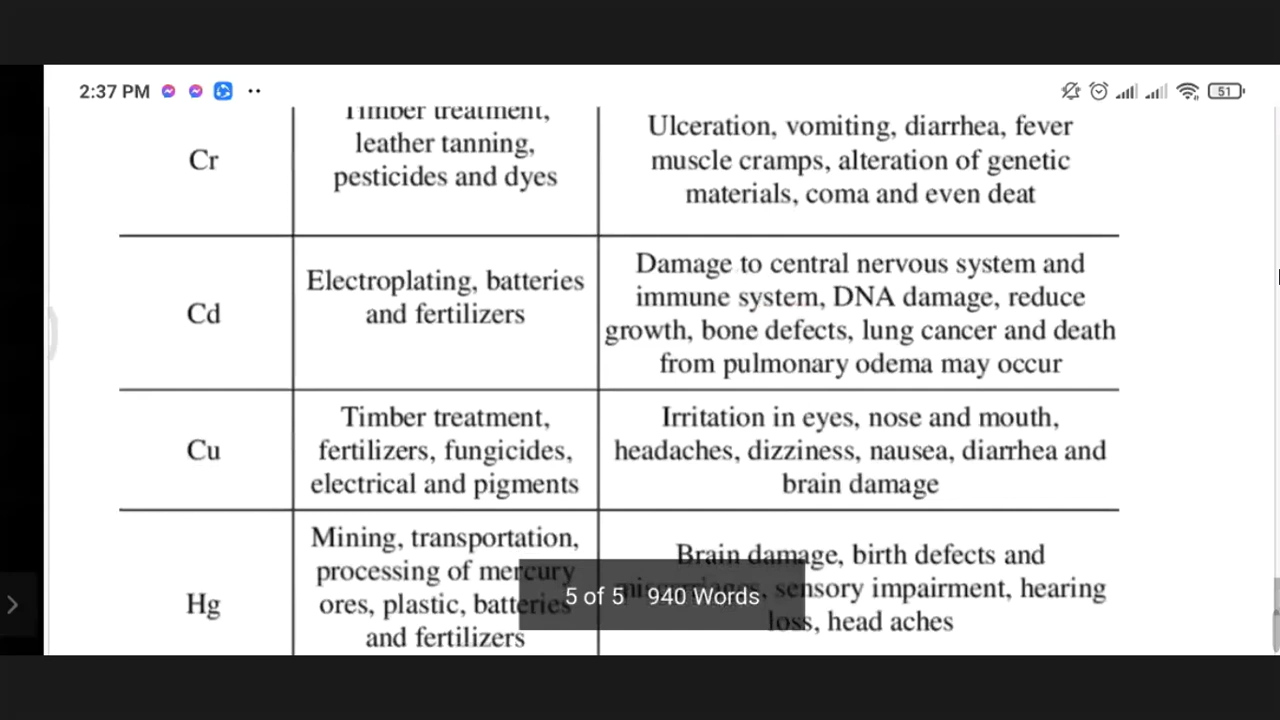 2:37 PM
51
Timber treatment,
leather tanning,
pesticides and dyes
Cr
Ulceration, vomiting, diarrhea, fever
muscle cramps, alteration of genetic
materials, coma and even deat
Cd
Electroplating, batteries
and fertilizers
Damage to central nervous system and
immune system, DNA damage, reduce
growth, bone defects, lung cancer and death
from pulmonary odema may occur
Cu
Timber treatment,
fertilizers, fungicides,
electrical and pigments
Irritation in eyes, nose and mouth,
headaches, dizziness, nausea, diarrhea and
brain damage
Hg
Mining, transportation,
processing of mercury
ores, plastic, batteries
and fertilizers
Brain damage, birth defects and
sensory impairment, hearing
loss, head aches
5 of 5 940 Words